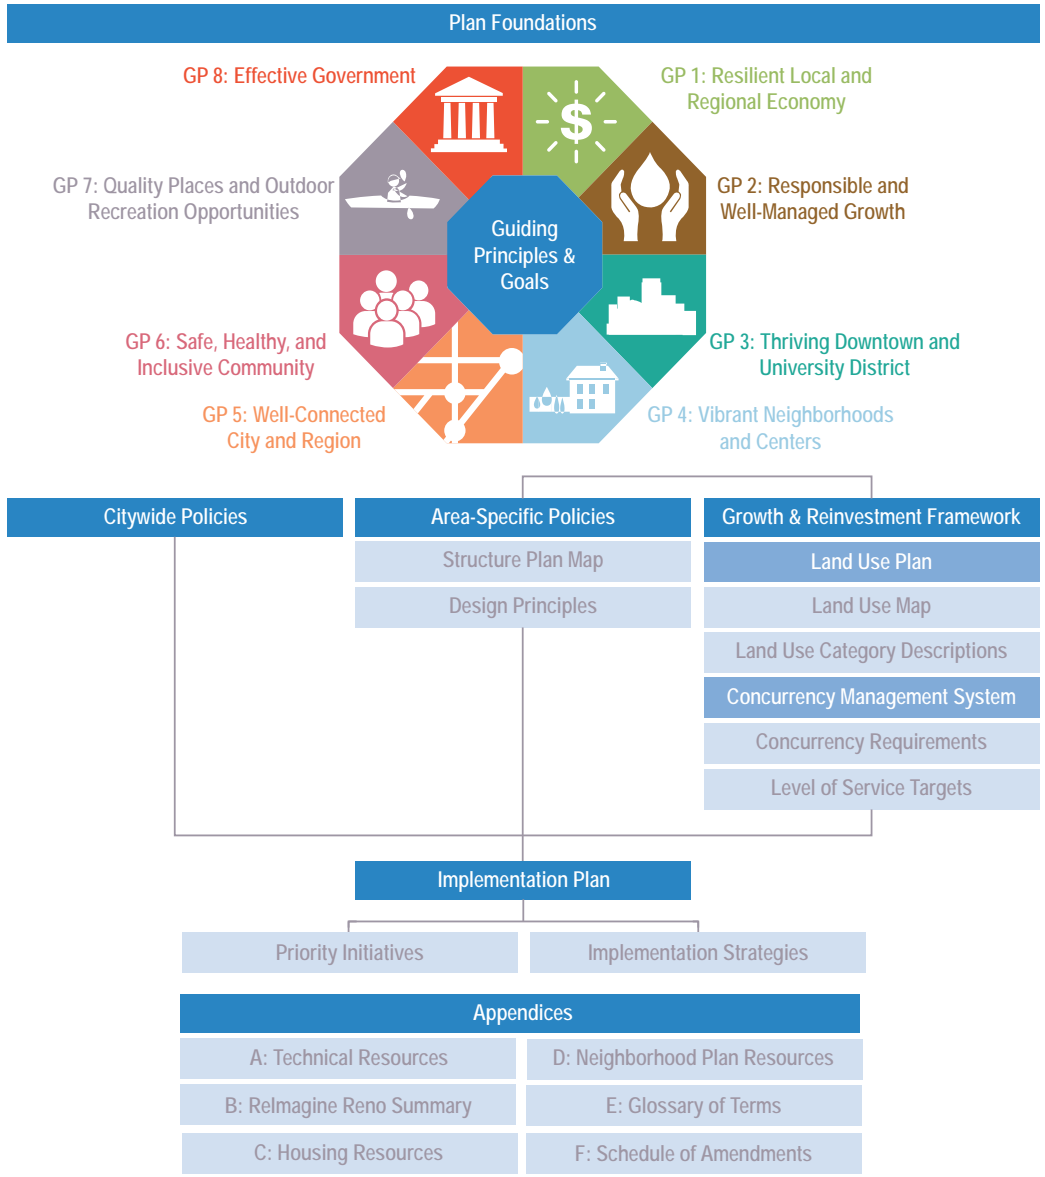 Plan Foundations
GP 8: Effective Government
GP 1: Resilient Local and
Regional Economy
GP 7: Quality Places and Outdoor
Recreation Opportunities
GP 2: Responsible and
Well-Managed Growth
$
Guiding
Principles &
Goals
GP 6: Safe, Healthy, and
Inclusive Community
GP 3: Thriving Downtown and
University District
GP 5: Well-Connected
City and Region
GP 4: Vibrant Neighborhoods
and Centers
Citywide Policies
Area-Specific Policies
Structure Plan Map
Design Principles
Growth & Reinvestment Framework
Land Use Plan
Land Use Map
Land Use Category Descriptions
Concurrency Management System
Concurrency Requirements
Level of Service Targets
Implementation Plan
Priority Initiatives
Implementation Strategies
Appendices
A: Technical Resources
B: ReImagine Reno Summary
C: Housing Resources
D: Neighborhood Plan Resources
E: Glossary of Terms
F: Schedule of Amendments